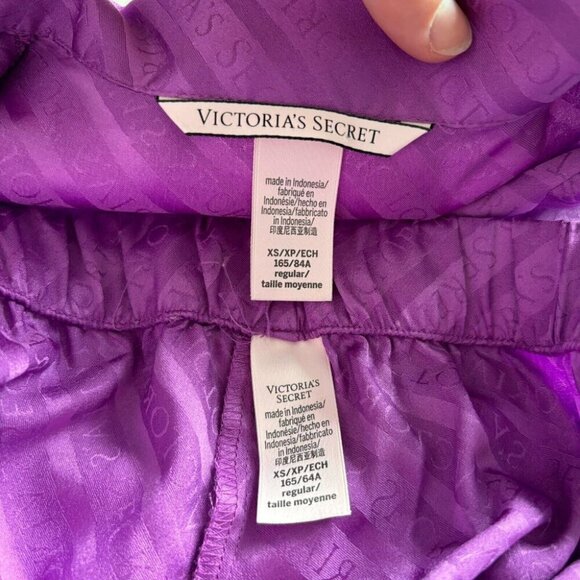 VICTORIA'S SECRET
made in Indonesia/
fabriqué en
Indonésie/hecho en
Indonesia/fabbricato
in Indonesia/
印度尼西亚制造
XS/XP/ECH
165/84A
regular/
taille moyenne
VICTORIA'S
SECRET
made in Indonesia/
fabriqué en
Indonésie/hecho en
Indonesia/fabbricato
in Indonesia/
印度尼西亚制造
XS/XP/ECH
165/64A
regular/
taille moyenne